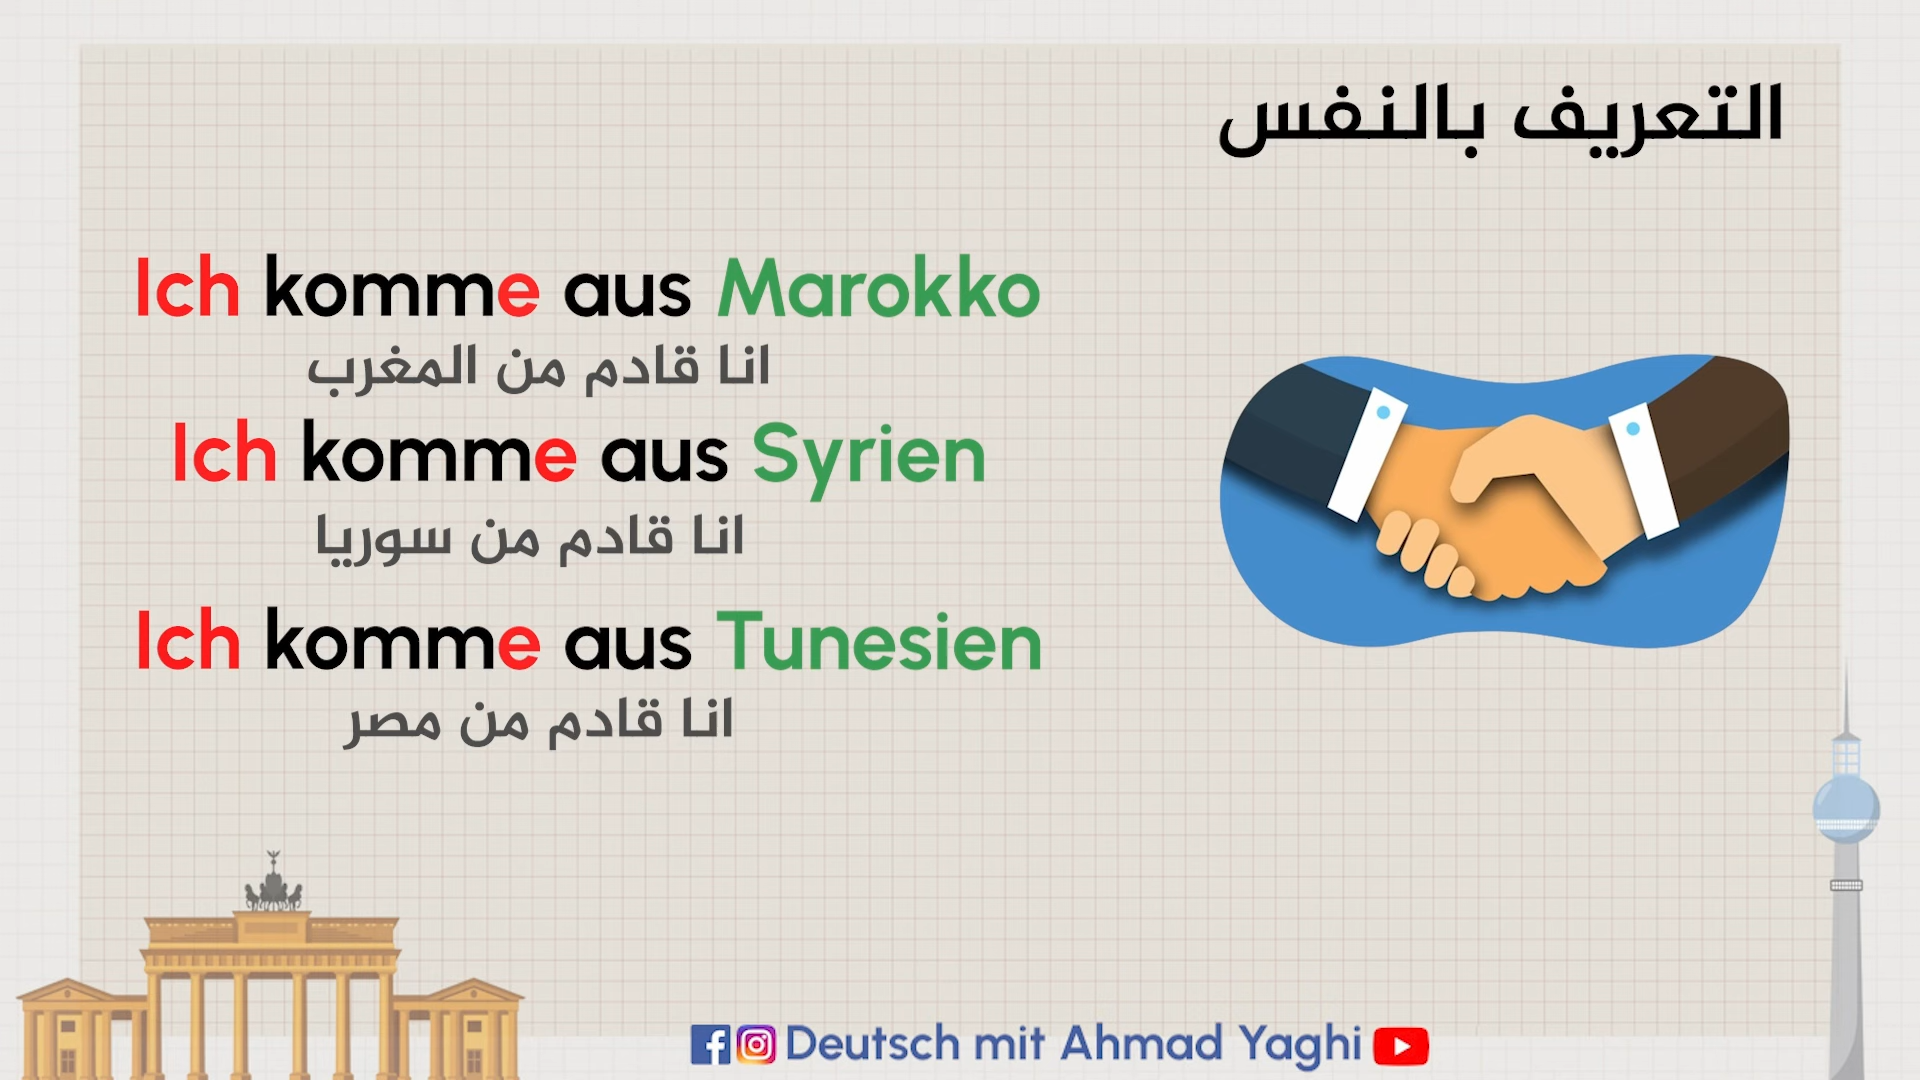 التعريف بالنفس
Ich komme aus Marokko
انا قادم من المغرب
Ich komme aus Syrien
انا قادم من سوريا
Ich komme aus Tunesien
انا قادم من مصر
Deutsch mit Ahmad Yaghi